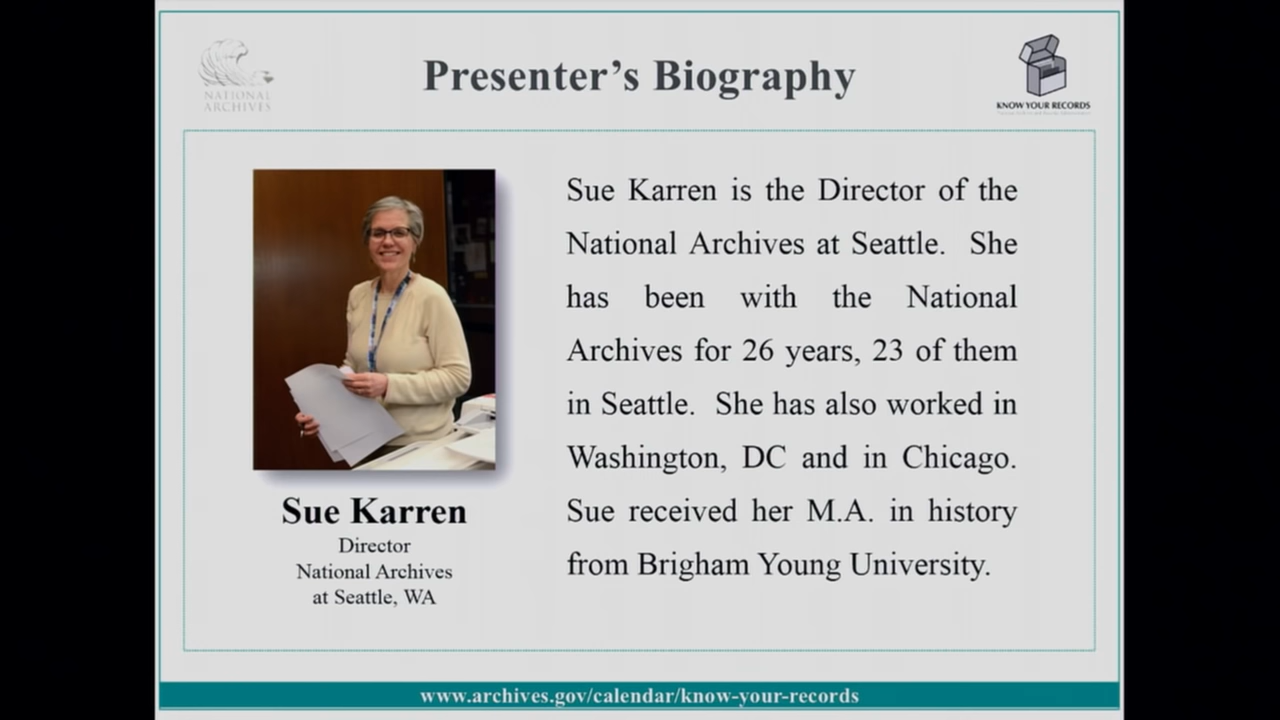 Presenter's Biography
NATIONAL
ARCHIVES
KNOW YOUR RECORDS
Sue Karren is the Director of the
National Archives at Seattle. She
has been with the National
Archives for 26 years, 23 of them
in Seattle. She has also worked in
Washington, DC and in Chicago.
Sue received her M.A. in history
from Brigham Young University.
Sue Karren
Director
National Archives
at Seattle, WA
www.archives.gov/calendar/know-your-records